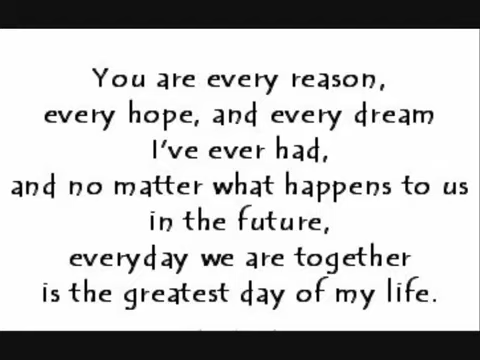 You are every reason,
every hope, and every dream
I've ever had,
and no matter what happens to us
in the future,
everyday we are together
is the greatest day of my life.